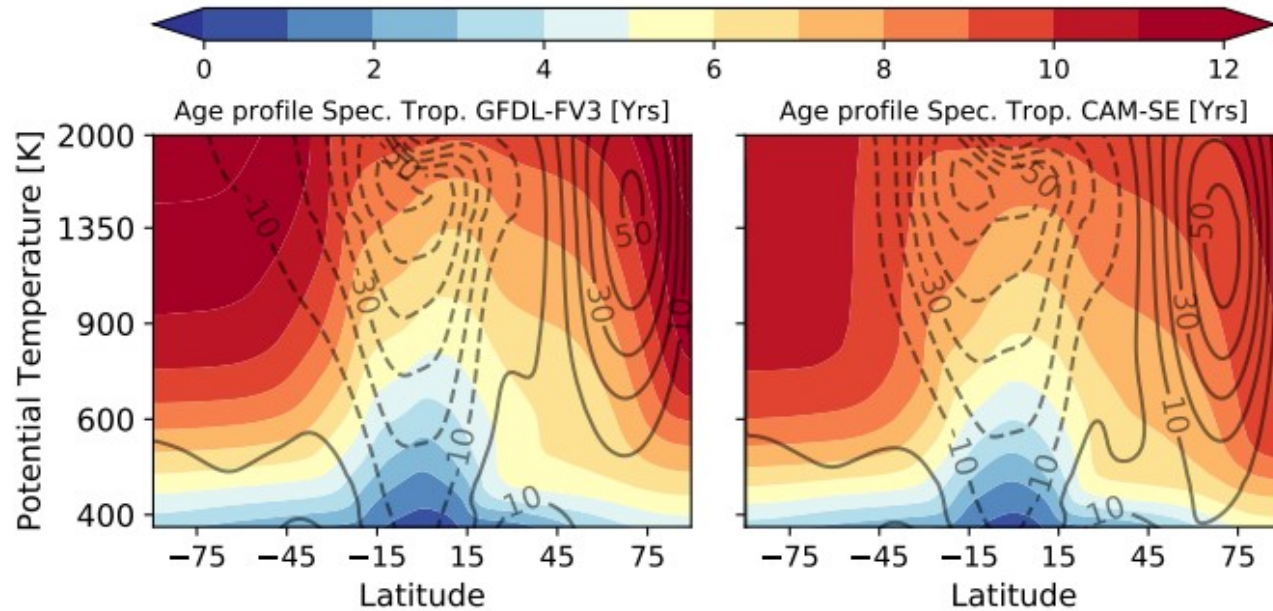 0 2 4 6 8 10 12
Age profile Spec. Trop. GFDL-FV3 [Yrs]
Age profile Spec. Trop. CAM-SE [Yrs]
Potential Temperature [K]
2000
1350
900
600
400
50
10
30
50
30
10
10
10
50
50
30
30
10
10
10
10
−75 −45 −15 15 45 75
−75 −45 −15 15 45 75
Latitude
Latitude